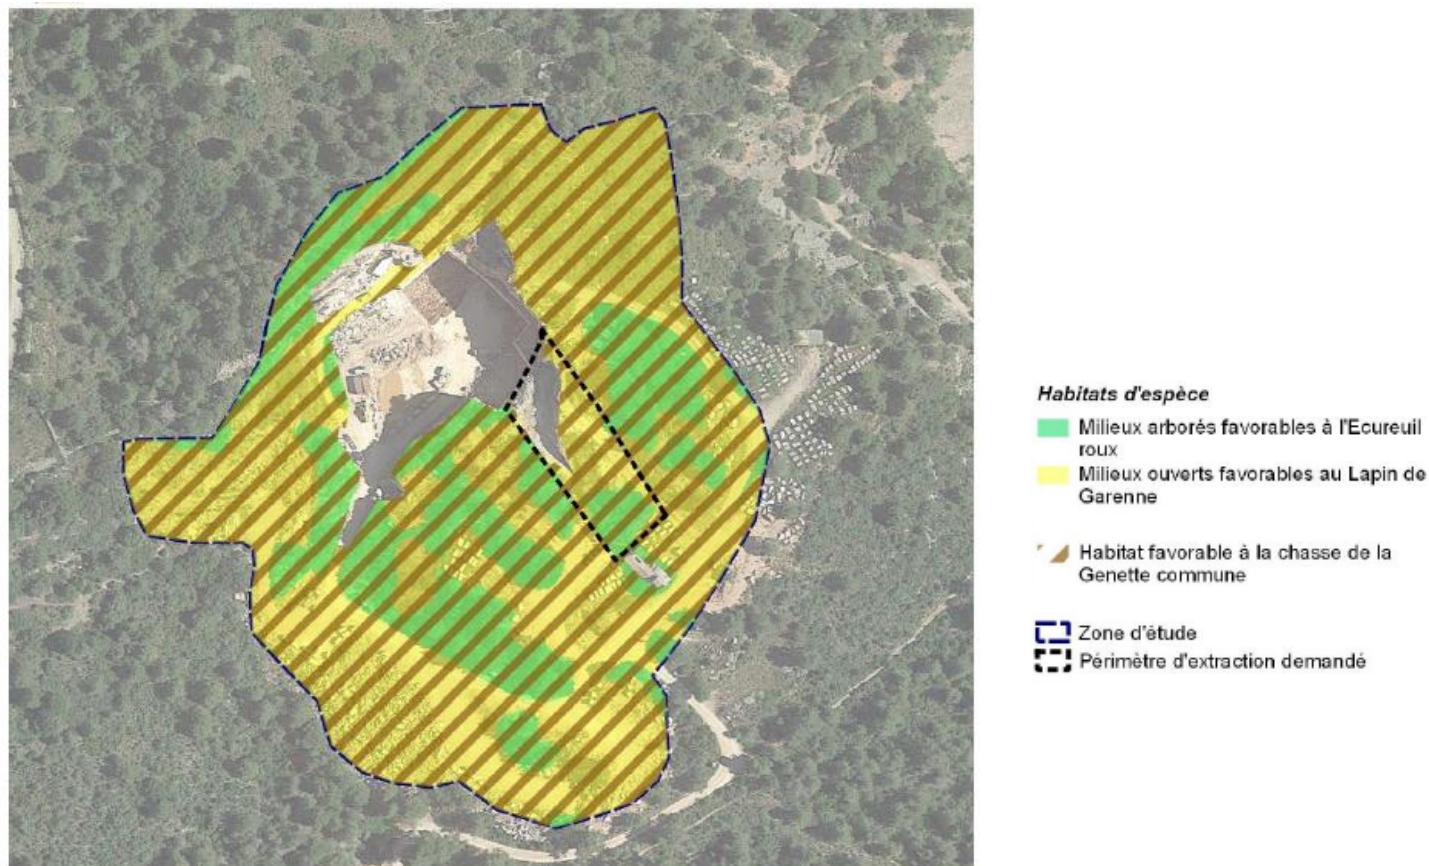 Habitats d'espèce
Milieux arborés favorables à l'Ecureuil
roux
Milieux ouverts favorables au Lapin de
Garenne
Habitat favorable à la chasse de la
Genette commune
Zone d'étude
Périmètre d'extraction demandé